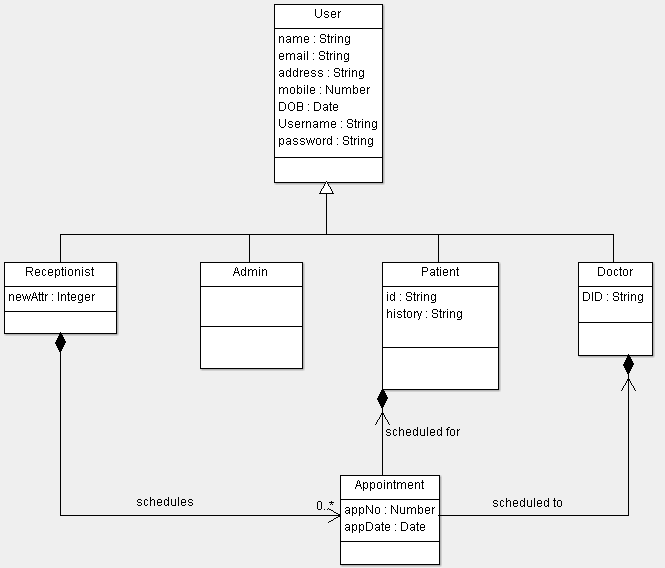 User
name : String
email : String
address : String
mobile : Number
DOB : Date
Username : String
password : String
Receptionist
newAttr : Integer
Admin
Patient
id : String
history : String
Doctor
DID : String
scheduled for
schedules
0..*
Appointment
appNo : Number
appDate : Date
scheduled to